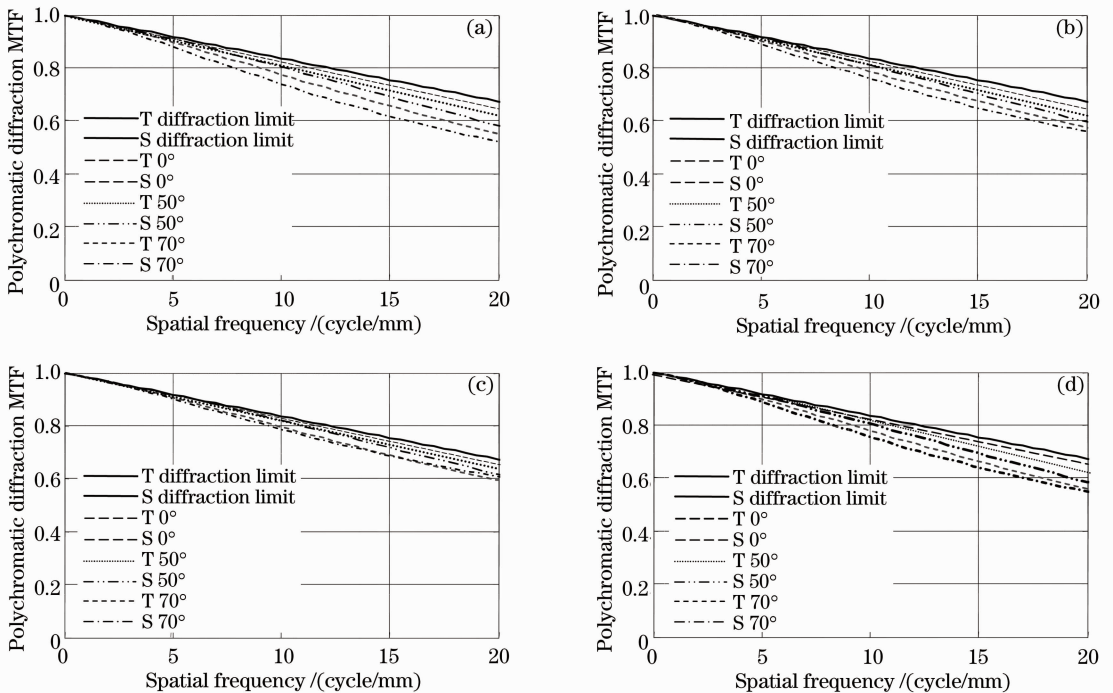 Polychromatic diffraction MTF
1.0
0.8
0.6
0.4
0.2
0
(a)
T diffraction limit
S diffraction limit
T 0°
S 0°
T 50°
S 50°
T 70°
S 70°
0 5 10 15 20
Spatial frequency /(cycle/mm)
Polychromatic diffraction MTF
1.0
0.8
0.6
0.4
0.2
0
(b)
T diffraction limit
S diffraction limit
T 0°
S 0°
T 50°
S 50°
T 70°
S 70°
0 5 10 15 20
Spatial frequency /(cycle/mm)
Polychromatic diffraction MTF
1.0
0.8
0.6
0.4
0.2
0
(c)
T diffraction limit
S diffraction limit
T 0°
S 0°
T 50°
S 50°
T 70°
S 70°
0 5 10 15 20
Spatial frequency /(cycle/mm)
Polychromatic diffraction MTF
1.0
0.8
0.6
0.4
0.2
0
(d)
T diffraction limit
S diffraction limit
T 0°
S 0°
T 50°
S 50°
T 70°
S 70°
0 5 10 15 20
Spatial frequency /(cycle/mm)